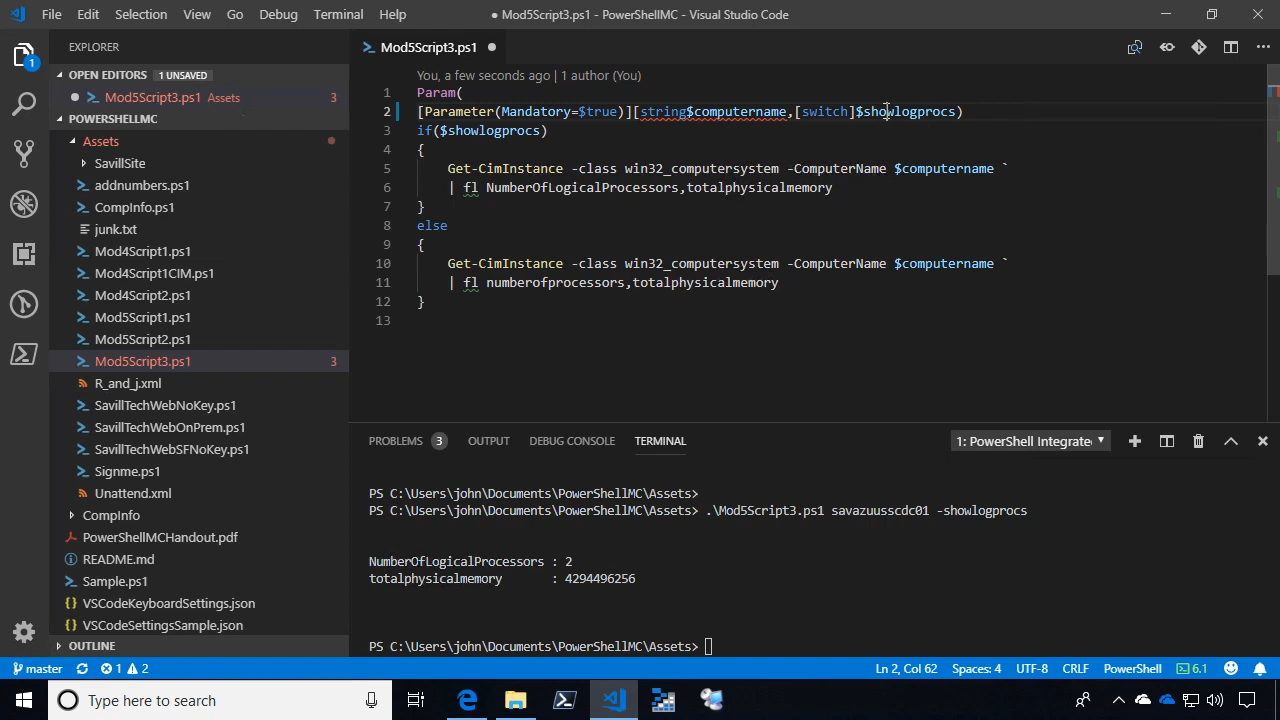 File Edit Selection View Go Debug Terminal Help ● Mod5Script3.ps1 - PowerShellMC - Visual Studio Code
EXPLORER
OPEN EDITORS 1 UNSAVED
Mod5Script3.ps1 Assets 3
POWERSHELLMC
Assets
SavillSite
addnumbers.ps1
CompInfo.ps1
junk.txt
Mod4Script1.ps1
Mod4Script1CIM.ps1
Mod4Script2.ps1
Mod5Script1.ps1
Mod5Script2.ps1
Mod5Script3.ps1 3
R_and_j.xml
SavillTechWebNoKey.ps1
SavillTechWebOnPrem.ps1
SavillTechWebSFNoKey.ps1
Signme.ps1
Unattend.xml
CompInfo
PowerShellMCHandout.pdf
README.md
Sample.ps1
VSCodeKeyboardSettings.json
VSCodeSettingsSample.json
OUTLINE
1
Mod5Script3.ps1
You, a few seconds ago | 1 author (You)
1 Param(
2 [Parameter(Mandatory=$true)][string$computername,[switch]$showlogprocs)
3 if($showlogprocs)
4 {
5 Get-CimInstance -class win32_computersystem -ComputerName $computername `
6 | fl NumberOfLogicalProcessors,totalphysicalmemory
7 }
8 else
9 {
10 Get-CimInstance -class win32_computersystem -ComputerName $computername `
11 | fl numberofprocessors,totalphysicalmemory
12 }
13
PROBLEMS 3 OUTPUT DEBUG CONSOLE TERMINAL 1: PowerShell Integrate
PS C:\Users\john\Documents\PowerShellMC\Assets>
PS C:\Users\john\Documents\PowerShellMC\Assets> .\Mod5Script3.ps1 savazuusscdc01 -showlogprocs
NumberOfLogicalProcessors : 2
totalphysicalmemory : 4294496256
PS C:\Users\john\Documents\PowerShellMC\Assets>
master 1 2 Ln 2, Col 62 Spaces: 4 UTF-8 CRLF PowerShell 6.1
Type here to search